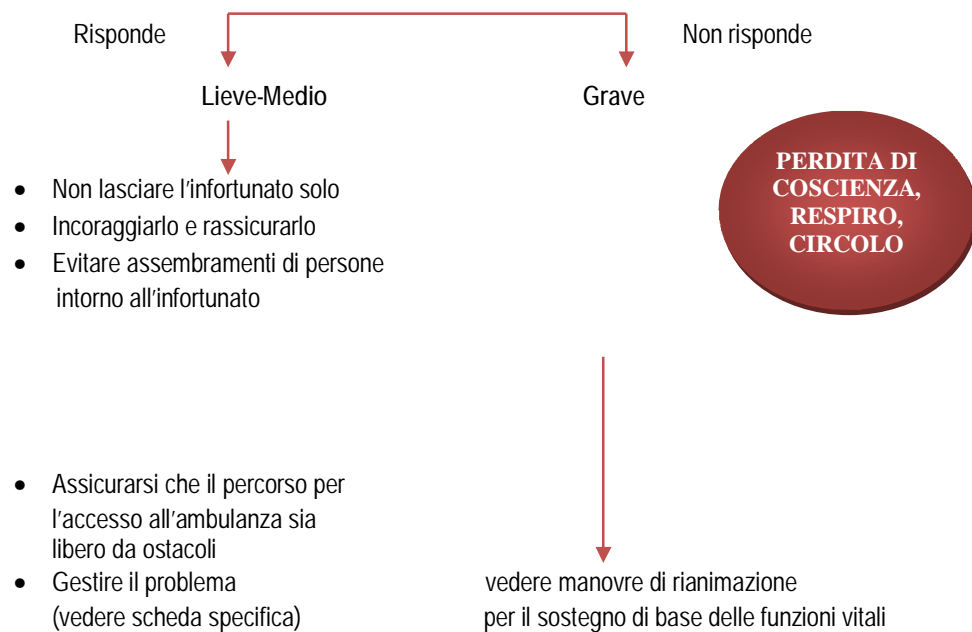 Risponde
Non risponde
Lieve-Medio
Grave
PERDITA DI
COSCIENZA,
RESPIRO,
CIRCOLO
• Non lasciare l'infortunato solo
• Incoraggiarlo e rassicurarlo
• Evitare assembramenti di persone
intorno all'infortunato
• Assicurarsi che il percorso per
l'accesso all'ambulanza sia
libero da ostacoli
• Gestire il problema
(vedere scheda specifica)
vedere manovre di rianimazione
per il sostegno di base delle funzioni vitali